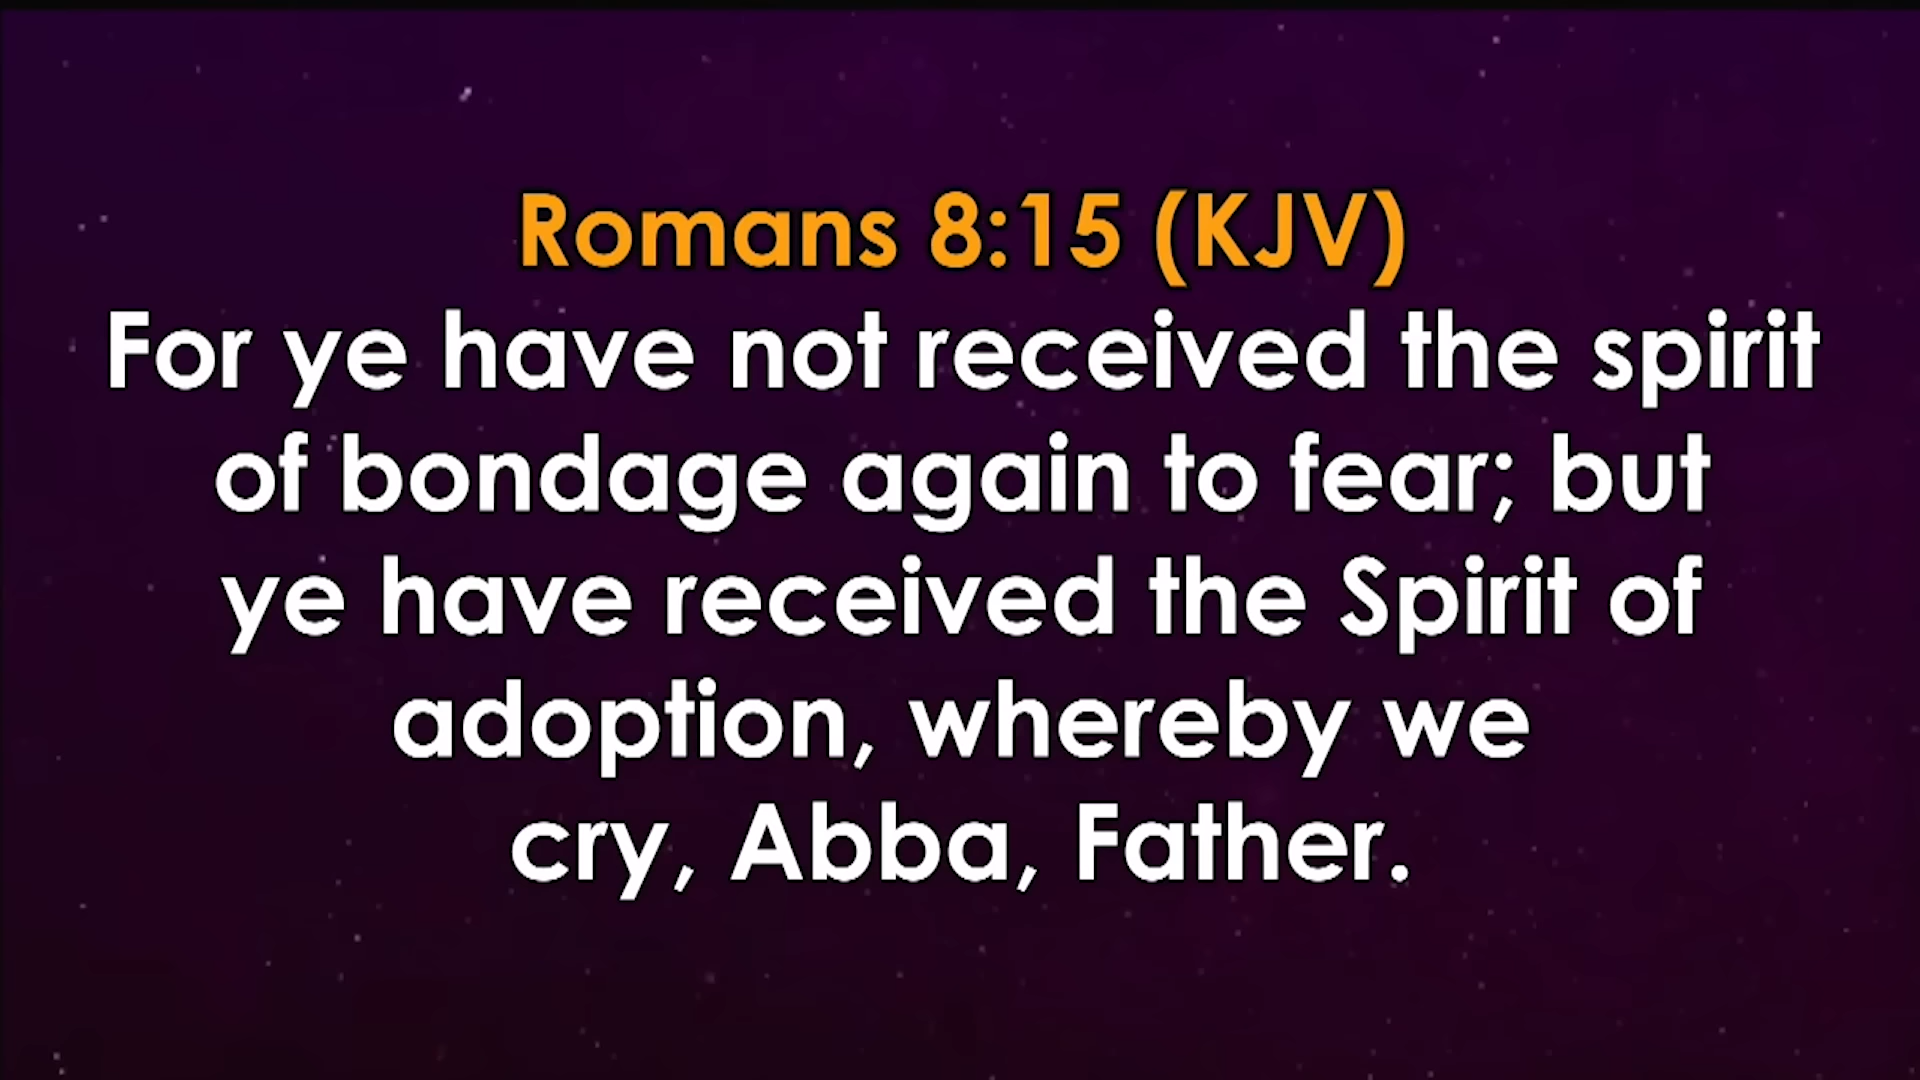 Romans 8:15 (KJV)
For ye have not received the spirit
of bondage again to fear; but
ye have received the Spirit of
adoption, whereby we
cry, Abba, Father.